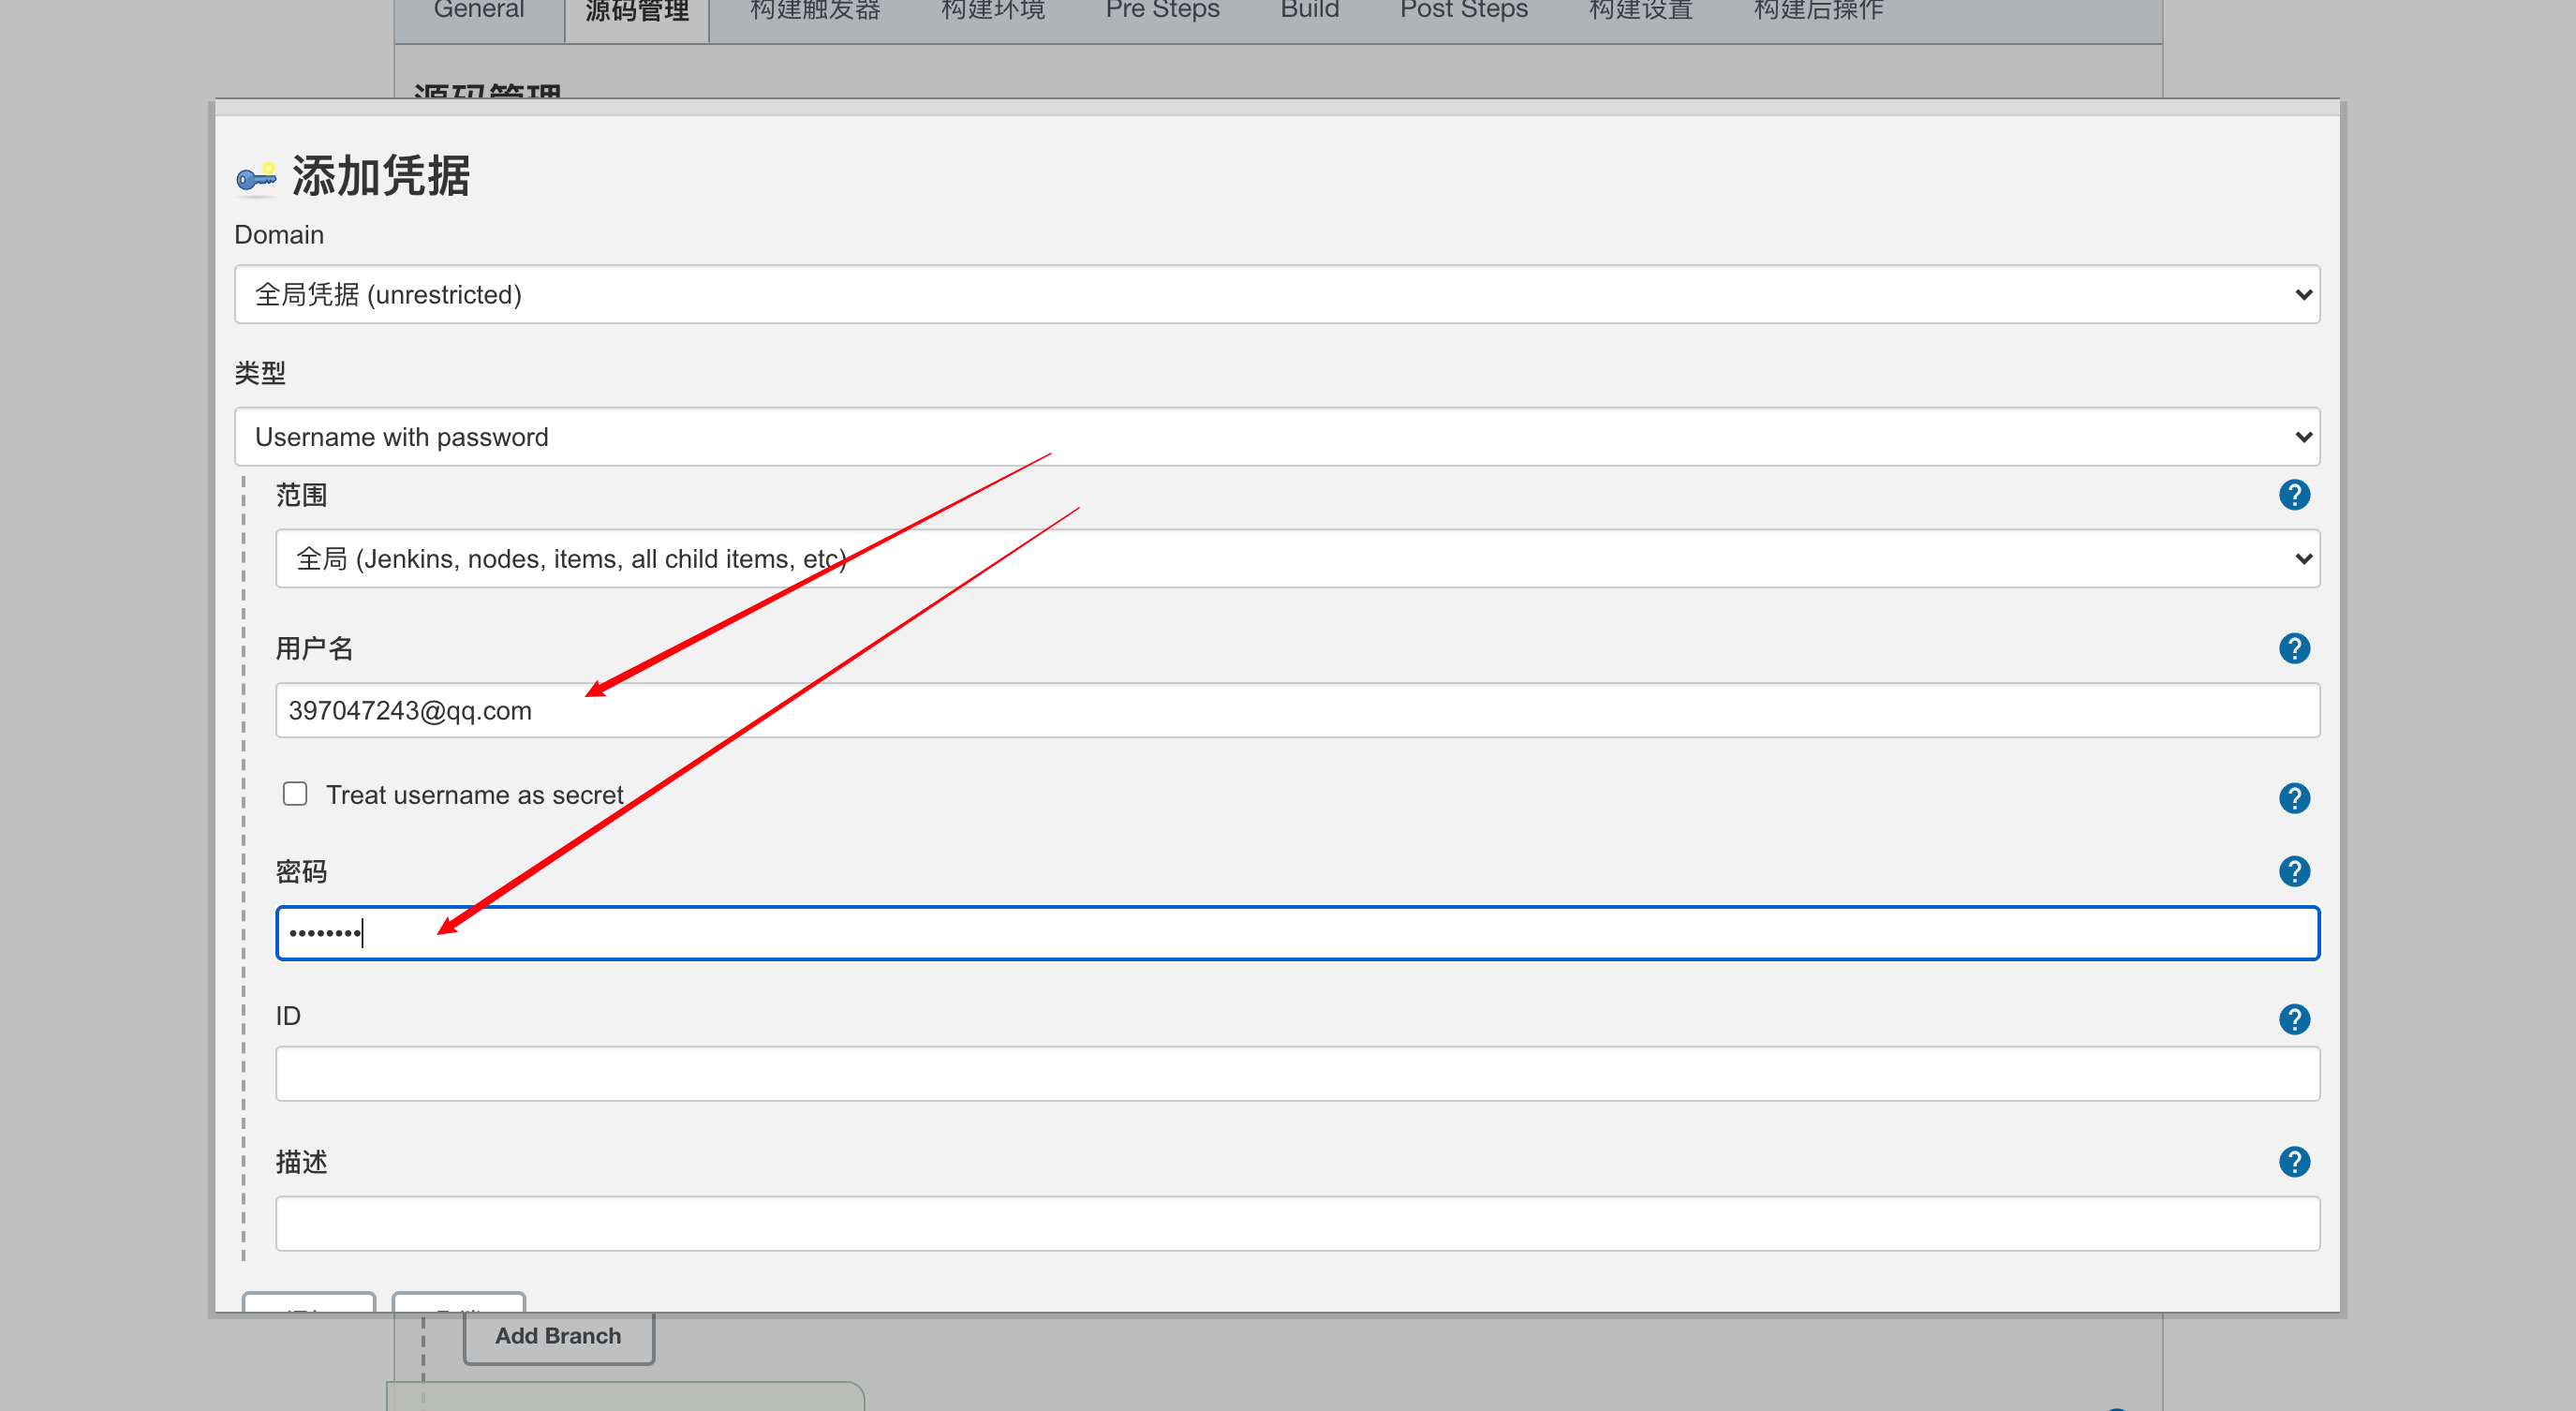 General 源码管理 构建触发器 构建环境 Pre Steps Build Post Steps 构建设置 构建后操作
源码管理
添加凭据
Domain
全局凭据 (unrestricted)
类型
Username with password
范围
全局 (Jenkins, nodes, items, all child items, etc)
用户名
397047243@qq.com
Treat username as secret
密码
••••••••
ID
描述
Add Branch